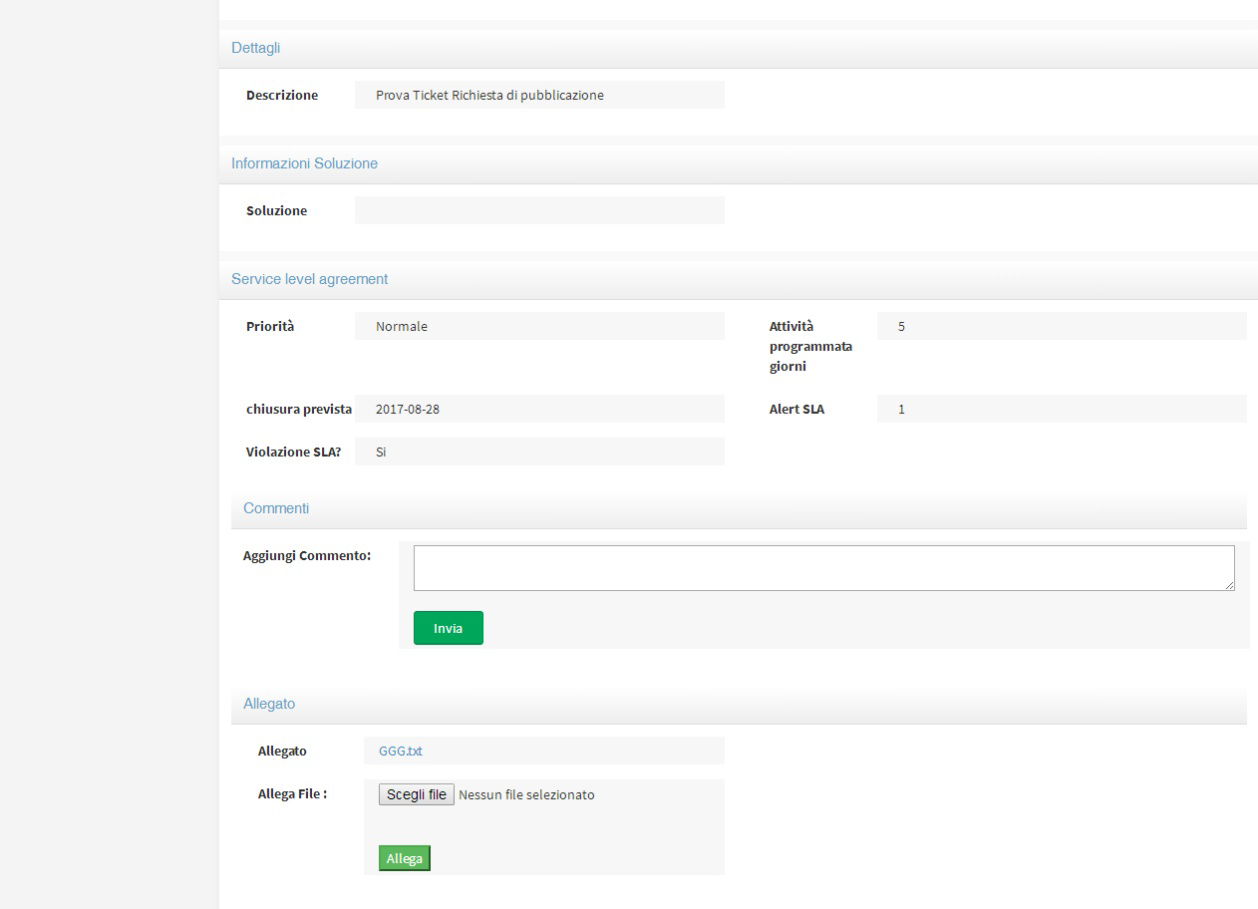 Dettagli
Descrizione Prova Ticket Richiesta di pubblicazione
Informazioni Soluzione
Soluzione
Service level agreement
Priorità Normale Attività programmata giorni 5
chiusura prevista 2017-08-28 Alert SLA 1
Violazione SLA? Si
Commenti
Aggiungi Commento:
Invia
Allegato
Allegato GGG.txt
Allega File : Scegli file Nessun file selezionato
Allega